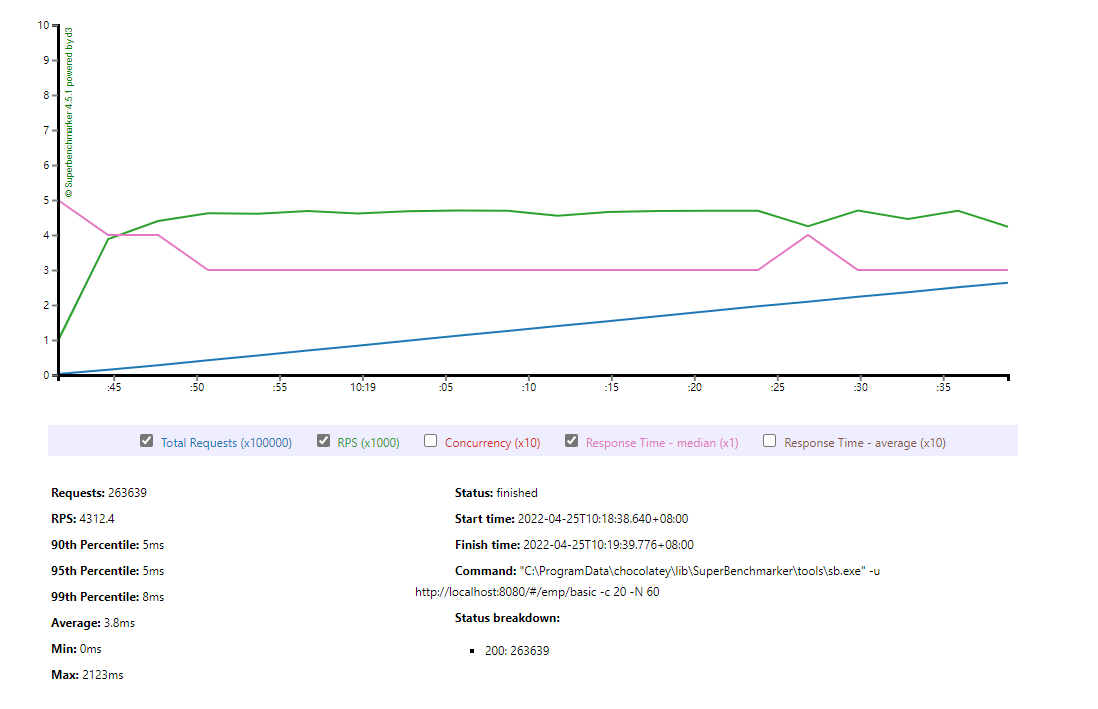 10
9
8
7
6
5
4
3
2
1
0
© Superbenchmarker 4.5.1 powered by d3
:45 :50 :55 10:19 :05 :10 :15 :20 :25 :30 :35
Total Requests (x100000) RPS (x1000) Concurrency (x10) Response Time - median (x1) Response Time - average (x10)
Requests: 263639
RPS: 4312.4
90th Percentile: 5ms
95th Percentile: 5ms
99th Percentile: 8ms
Average: 3.8ms
Min: 0ms
Max: 2123ms
Status: finished
Start time: 2022-04-25T10:18:38.640+08:00
Finish time: 2022-04-25T10:19:39.776+08:00
Command: "C:\ProgramData\chocolatey\lib\SuperBenchmarker\tools\sb.exe" -u
http://localhost:8080/#/emp/basic -c 20 -N 60
Status breakdown:
200: 263639